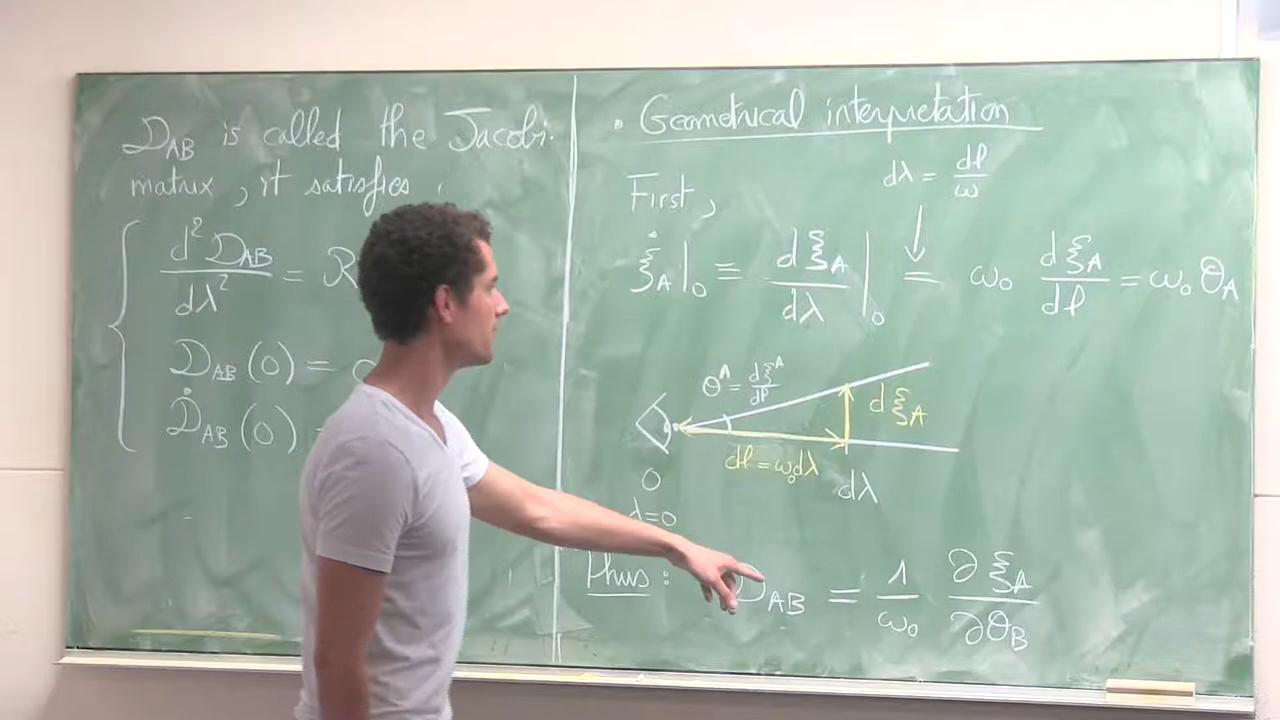 𝒟_AB is called the Jacobi
matrix, it satisfies
d²𝒟_AB/dλ² = R
𝒟_AB(0) =
𝒟̇_AB(0)
• Geometrical interpretation
First,
dλ = dl/ω
ξ̇_A|₀ ≡ dξ_A/dλ|₀ = ω₀ dξ_A/dl = ω₀ θ_A
θ^A = dξ^A/dl
dξ_A
dl = ω₀dλ
dλ
0
λ=0
Thus: 𝒟_AB = 1/ω₀ ∂ξ_A/∂θ_B